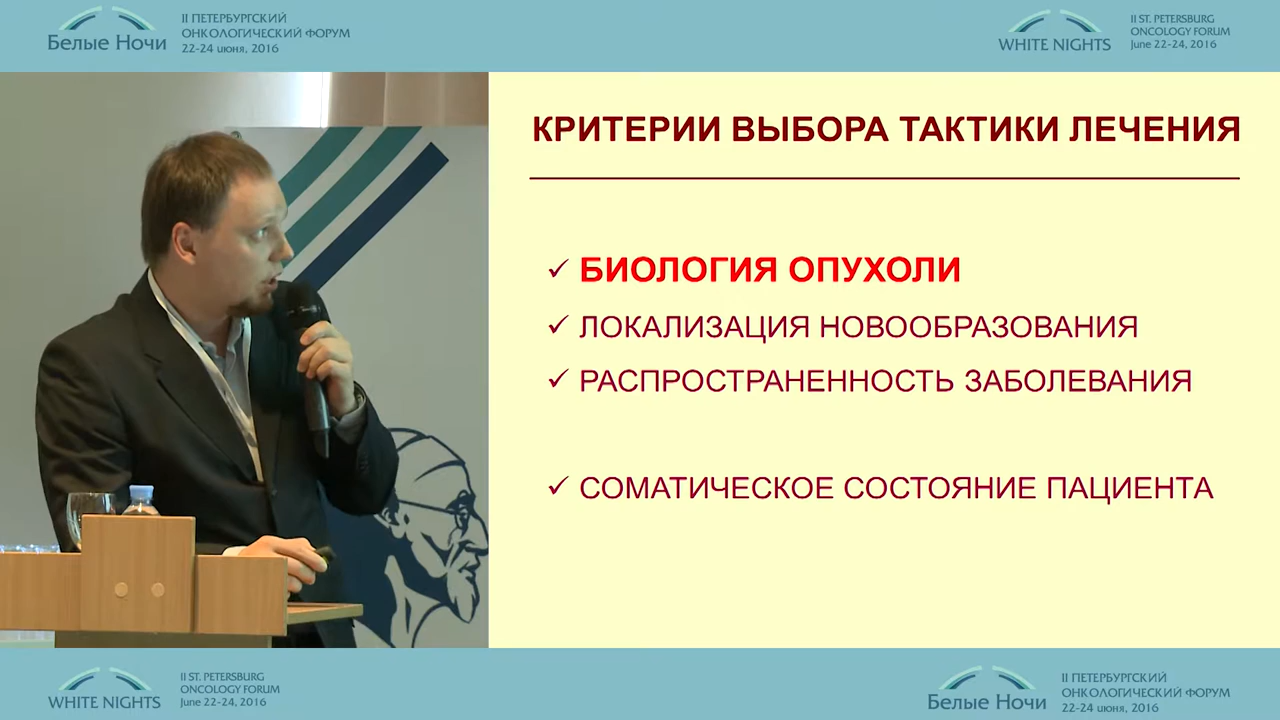 Белые Ночи
II ПЕТЕРБУРГСКИЙ
ОНКОЛОГИЧЕСКИЙ ФОРУМ
22-24 июня, 2016
WHITE NIGHTS
II ST. PETERSBURG
ONCOLOGY FORUM
June 22-24, 2016
КРИТЕРИИ ВЫБОРА ТАКТИКИ ЛЕЧЕНИЯ
✓ БИОЛОГИЯ ОПУХОЛИ
✓ ЛОКАЛИЗАЦИЯ НОВООБРАЗОВАНИЯ
✓ РАСПРОСТРАНЕННОСТЬ ЗАБОЛЕВАНИЯ
✓ СОМАТИЧЕСКОЕ СОСТОЯНИЕ ПАЦИЕНТА
WHITE NIGHTS
II ST. PETERSBURG
ONCOLOGY FORUM
June 22-24, 2016
Белые Ночи
II ПЕТЕРБУРГСКИЙ
ОНКОЛОГИЧЕСКИЙ ФОРУМ
22-24 июня, 2016